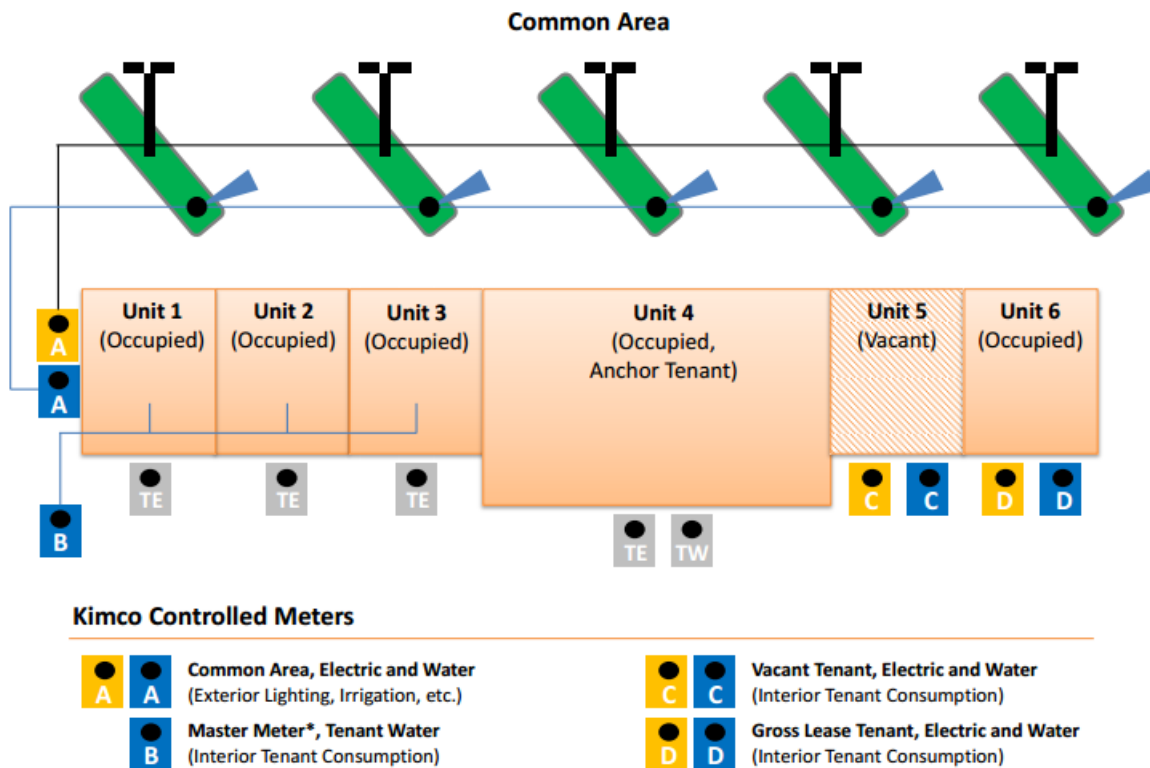 Common Area
Unit 1
(Occupied)
Unit 2
(Occupied)
Unit 3
(Occupied)
Unit 4
(Occupied,
Anchor Tenant)
Unit 5
(Vacant)
Unit 6
(Occupied)
A
A
B
TE
TE
TE
TE
TW
C
C
D
D
Kimco Controlled Meters
A
A
Common Area, Electric and Water
(Exterior Lighting, Irrigation, etc.)
B
Master Meter*, Tenant Water
(Interior Tenant Consumption)
C
C
Vacant Tenant, Electric and Water
(Interior Tenant Consumption)
D
D
Gross Lease Tenant, Electric and Water
(Interior Tenant Consumption)